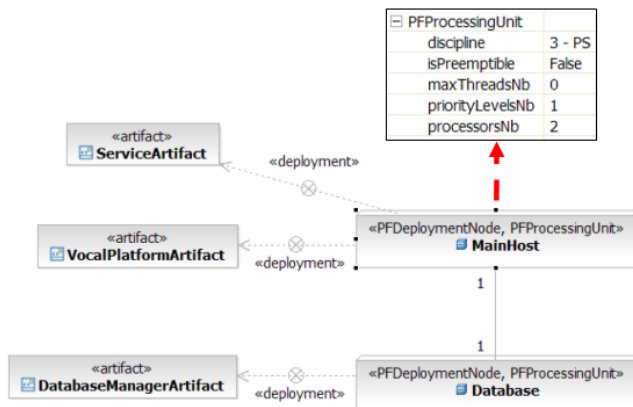 PFProcessingUnit
discipline 3 - PS
isPreemptible False
maxThreadsNb 0
priorityLevelsNb 1
processorsNb 2
«artifact»
ServiceArtifact
«deployment»
«PFDeploymentNode, PFProcessingUnit»
MainHost
«artifact»
VocalPlatformArtifact
«deployment»
1
1
«artifact»
DatabaseManagerArtifact
«deployment»
«PFDeploymentNode, PFProcessingUnit»
Database